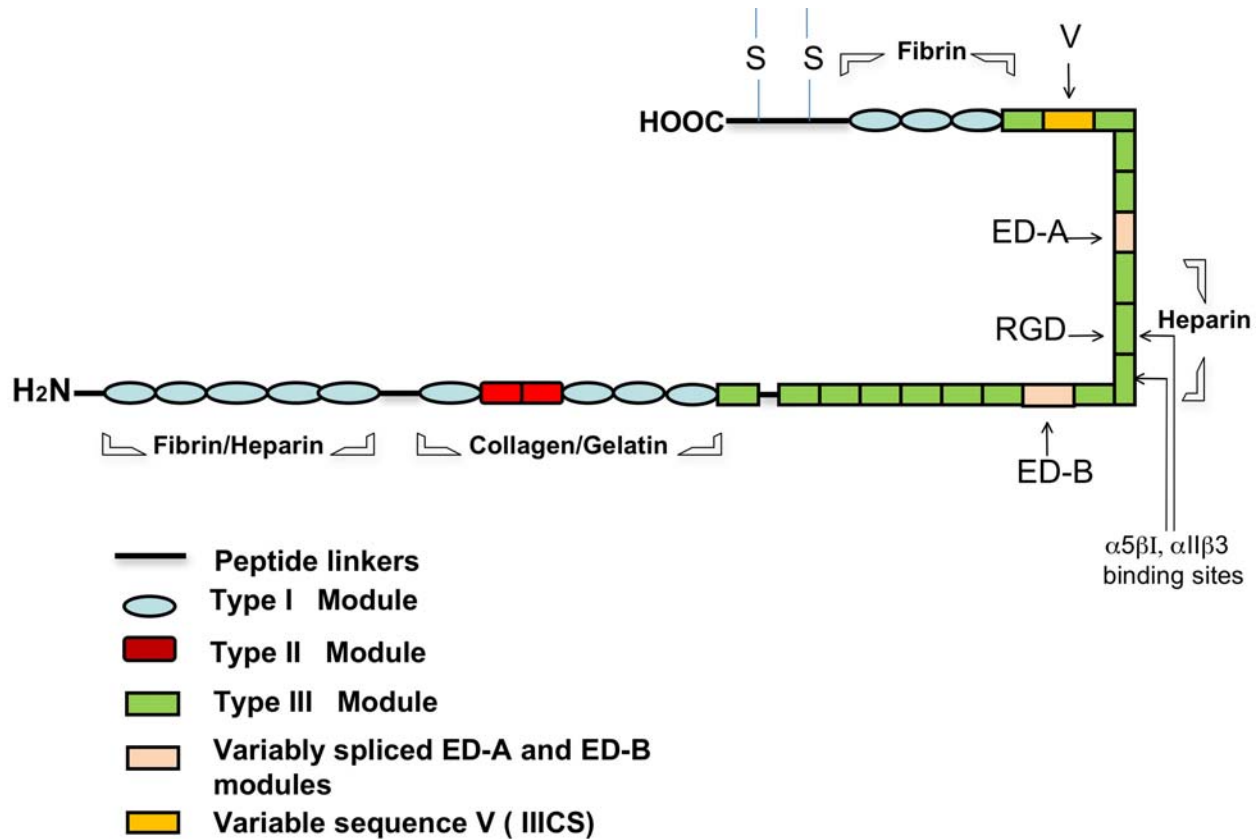 S S Fibrin V
HOOC
ED-A
RGD Heparin
H2N
Fibrin/Heparin Collagen/Gelatin
ED-B
α5βI, αIIβ3
binding sites
Peptide linkers
Type I Module
Type II Module
Type III Module
Variably spliced ED-A and ED-B
modules
Variable sequence V ( IIICS)